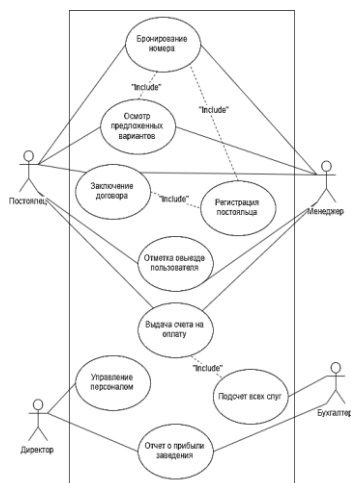 Бронирование
номера
"Include"
"Include"
Осмотр
предложенных
вариантов
Постоялец
Заключение
договора
"Include"
Регистрация
постояльца
Менеджер
Отметка овыезде
пользователя
Выдача счета на
оплату
"Include"
Управление
персоналом
Подсчет всех слуг
Директор
Бухгалтер
Отчет о прибыли
заведения